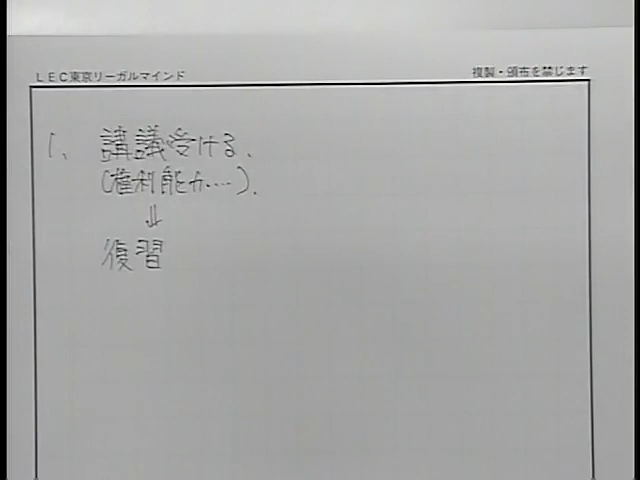 LEC東京リーガルマインド
複製・頒布を禁じます
1、 講議受ける、
(権利能力‥‥).
⇓
復習